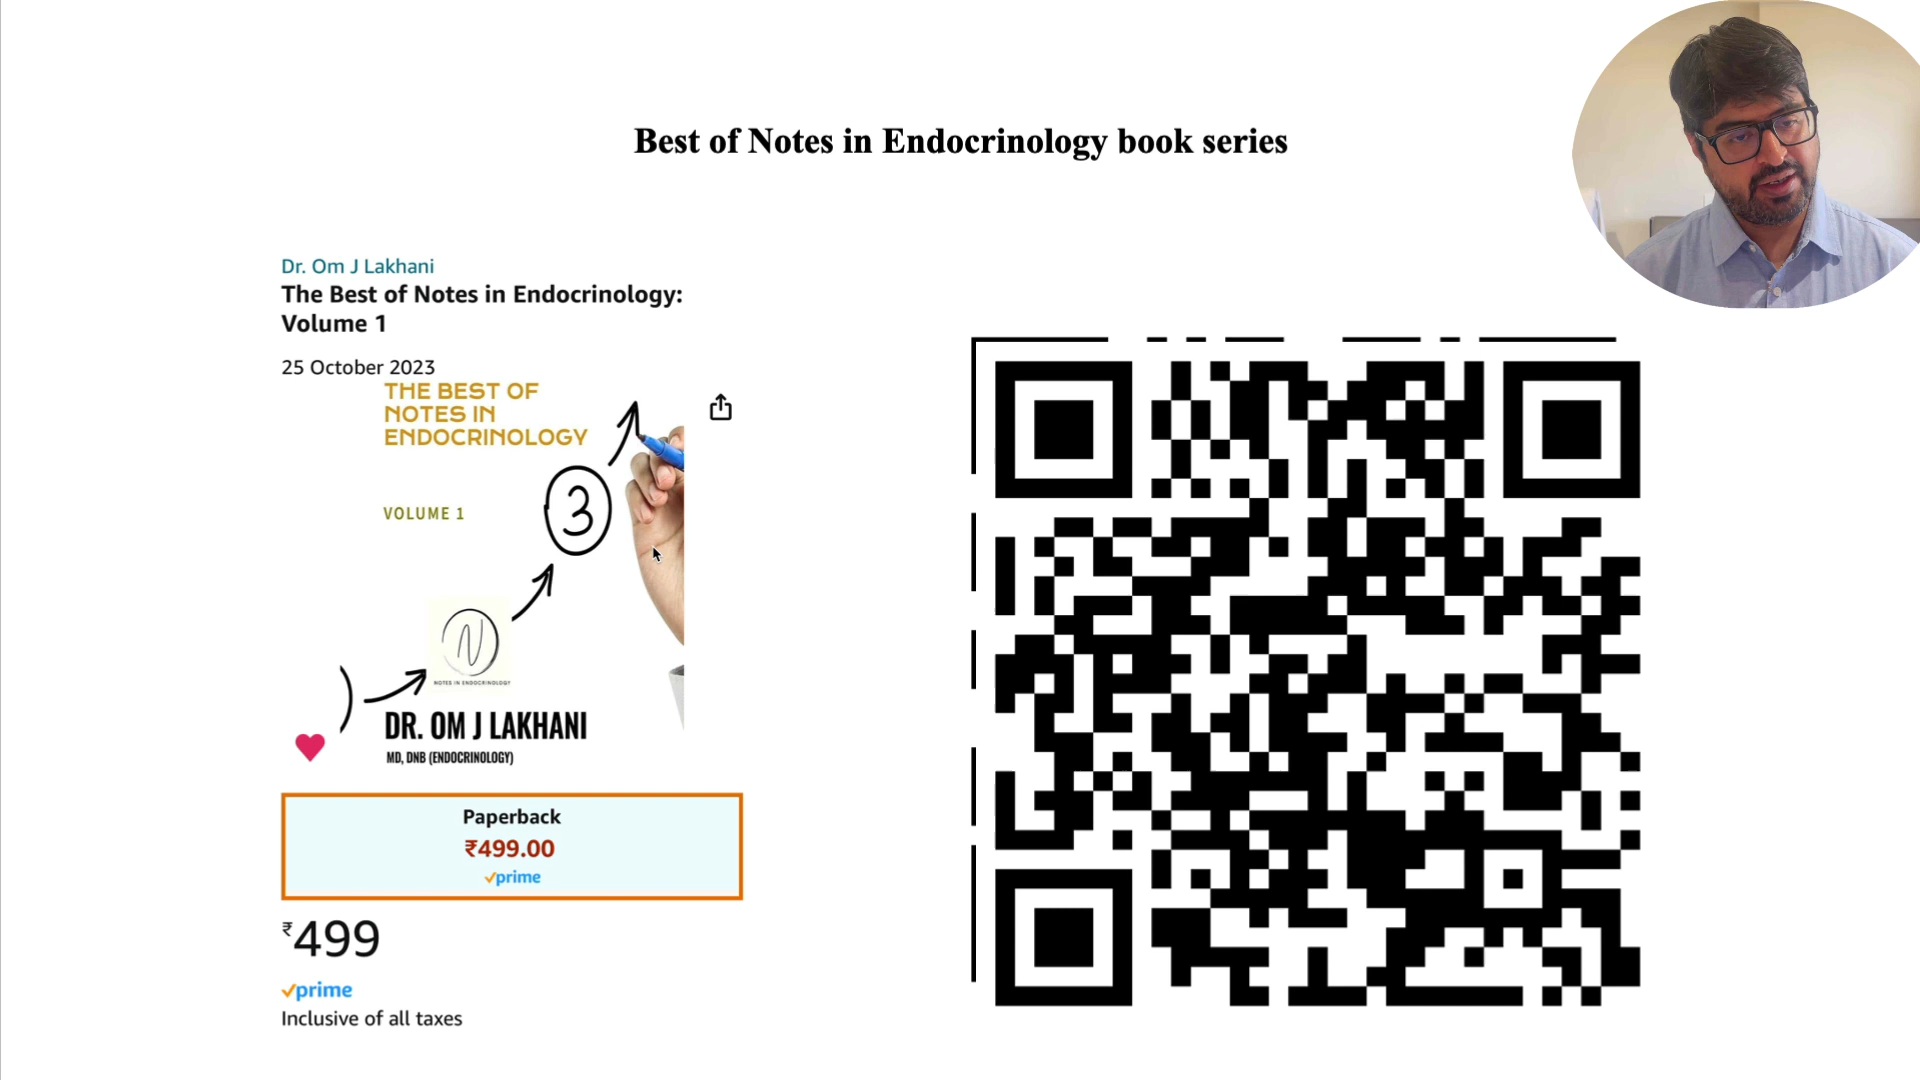 Best of Notes in Endocrinology book series
Dr. Om J Lakhani
The Best of Notes in Endocrinology:
Volume 1
25 October 2023
THE BEST OF
NOTES IN
ENDOCRINOLOGY
VOLUME 1
3
N
NOTES IN ENDOCRINOLOGY
DR. OM J LAKHANI
MD, DNB (ENDOCRINOLOGY)
Paperback
₹499.00
prime
₹499
prime
Inclusive of all taxes